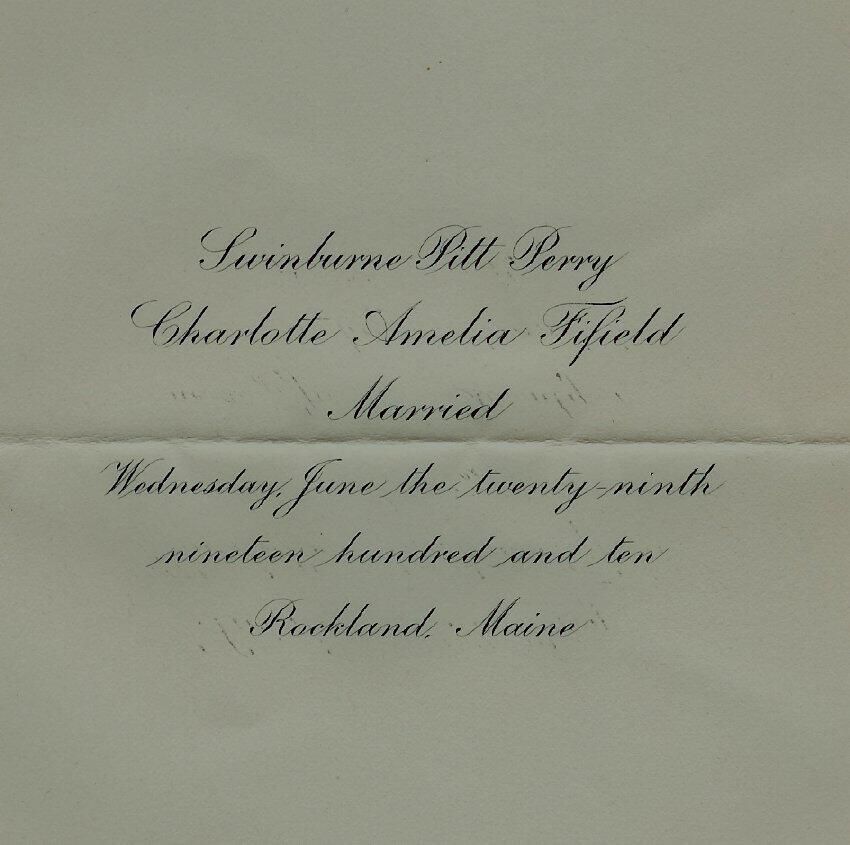 Swinburne Pitt Perry
Charlotte Amelia Fifield
Married
Wednesday, June the twenty-ninth
nineteen hundred and ten
Rockland, Maine